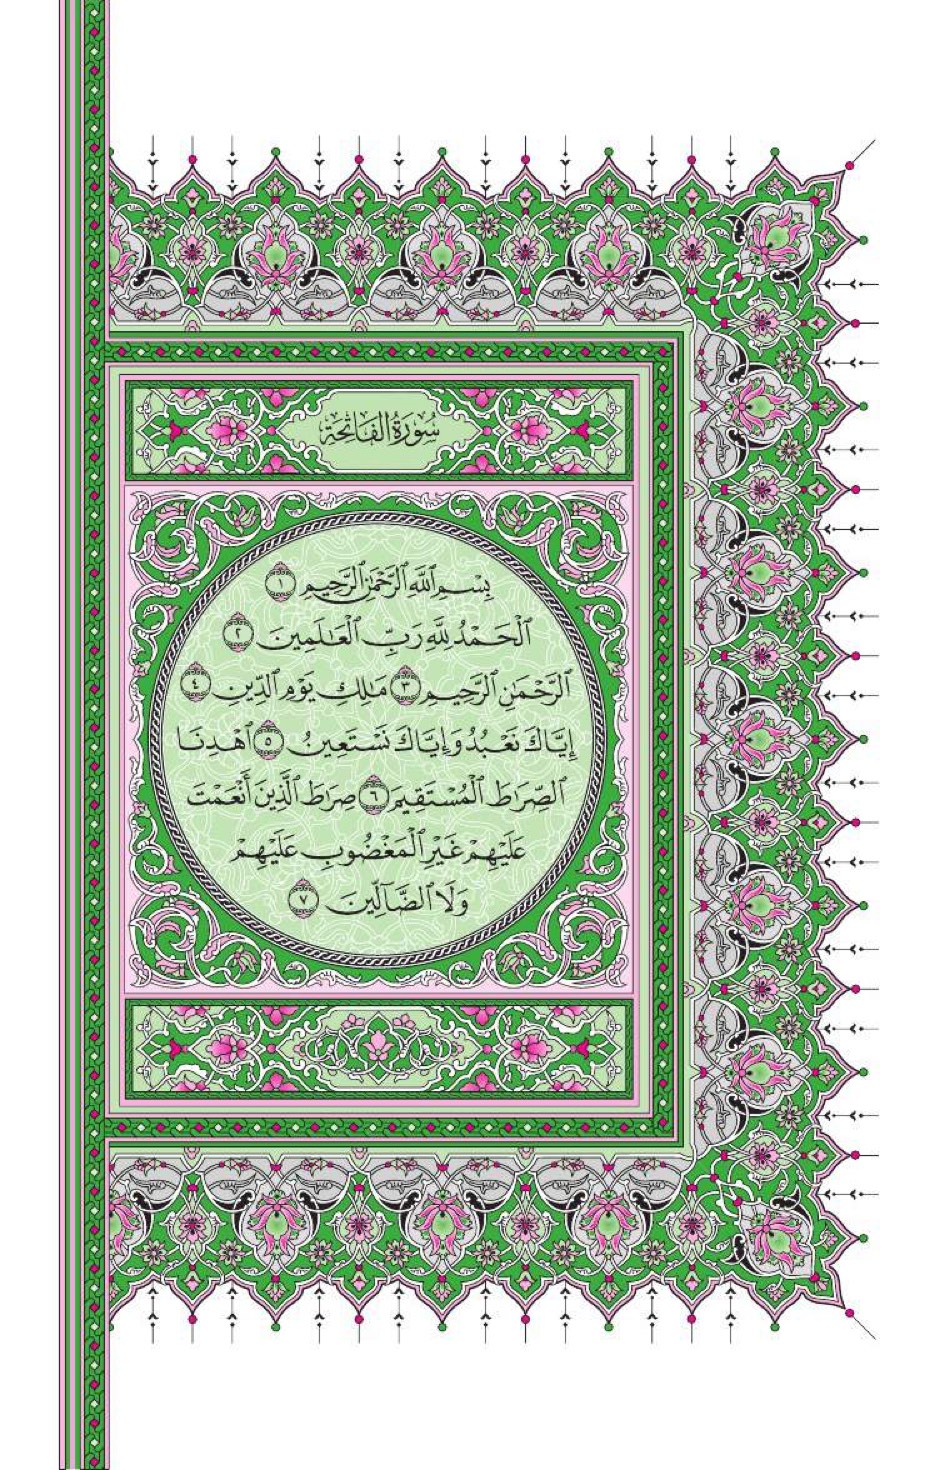 سُورَةُ الفَاتِحَةِ
بِسْمِ ٱللَّهِ ٱلرَّحْمَٰنِ ٱلرَّحِيمِ ١
ٱلْحَمْدُ لِلَّهِ رَبِّ ٱلْعَٰلَمِينَ ٢
ٱلرَّحْمَٰنِ ٱلرَّحِيمِ ٣ مَٰلِكِ يَوْمِ ٱلدِّينِ ٤
إِيَّاكَ نَعْبُدُ وَإِيَّاكَ نَسْتَعِينُ ٥ ٱهْدِنَا
ٱلصِّرَٰطَ ٱلْمُسْتَقِيمَ ٦ صِرَٰطَ ٱلَّذِينَ أَنْعَمْتَ
عَلَيْهِمْ غَيْرِ ٱلْمَغْضُوبِ عَلَيْهِمْ
وَلَا ٱلضَّآلِّينَ ٧